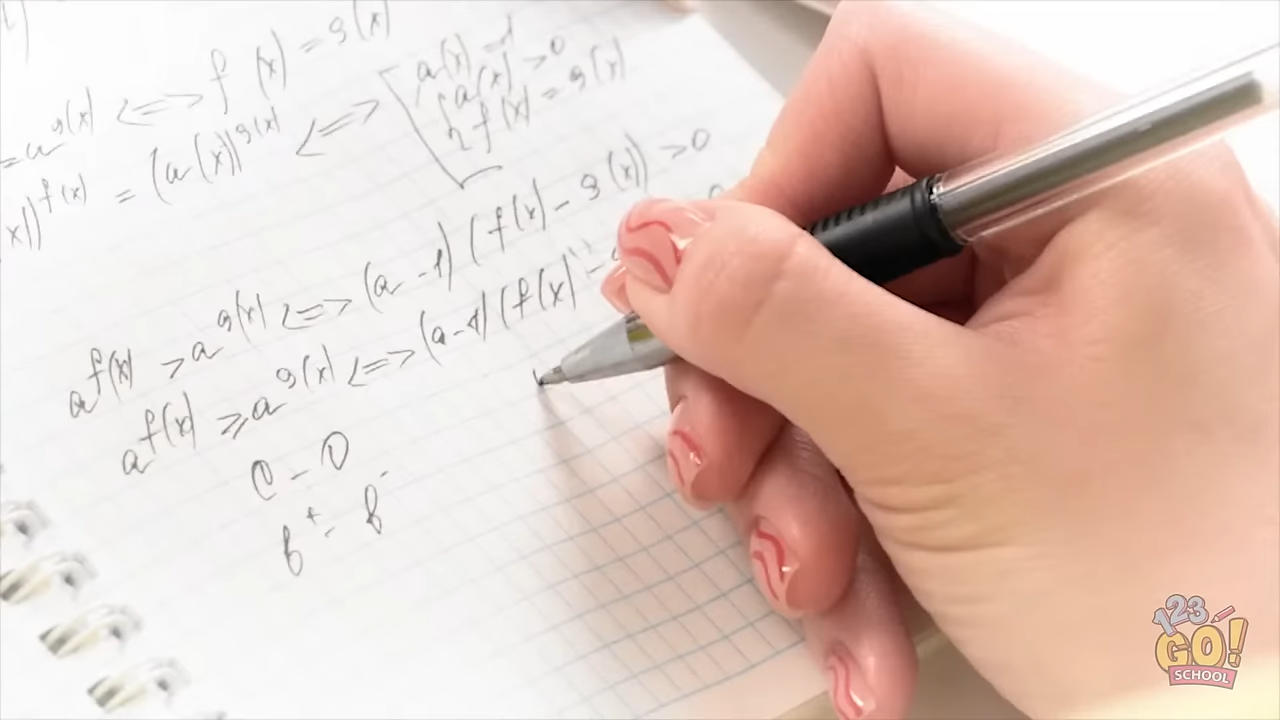 = a^g(x) <=> f(x) = g(x)
x))^f(x) = (a(x))^g(x) <=> [ a(x) = 1
{ a(x) > 0
f(x) = g(x)
a^f(x) > a^g(x) <=> (a-1)(f(x) - g(x)) > 0
a^f(x) ⩾ a^g(x) <=> (a-1)(f(x) -
C - D
123 GO!
SCHOOL